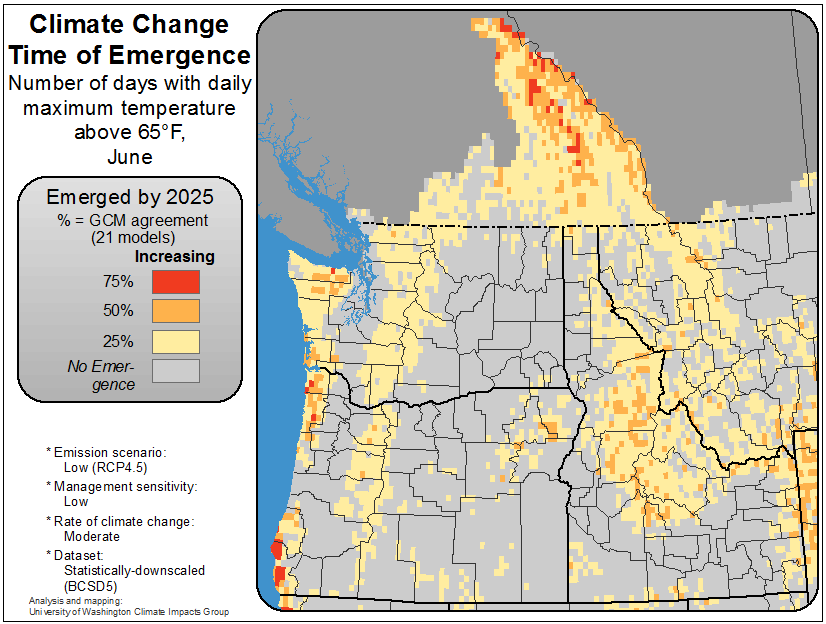 Climate Change
Time of Emergence
Number of days with daily
maximum temperature
above 65°F,
June
Emerged by 2025
% = GCM agreement
(21 models)
Increasing
75%
50%
25%
No Emer-
gence
* Emission scenario:
Low (RCP4.5)
* Management sensitivity:
Low
* Rate of climate change:
Moderate
* Dataset:
Statistically-downscaled
(BCSD5)
Analysis and mapping:
University of Washington Climate Impacts Group